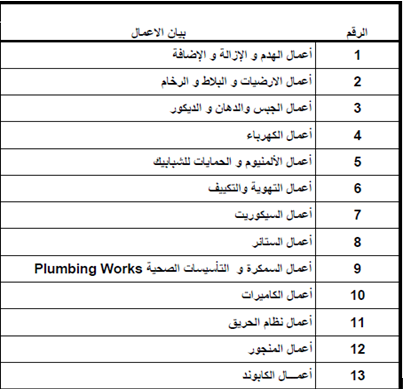 الرقم بيان الاعمال
1 أعمال الهدم و الإزالة و الإضافة
2 أعمال الارضيات و البلاط و الرخام
3 أعمال الجبس والدهان و الديكور
4 أعمال الكهرباء
5 أعمال الألمنيوم و الحمايات للشبابيك
6 أعمال التهوية والتكييف
7 أعمال السيكوريت
8 أعمال الستائر
9 أعمال السمكرة و التأسيسات الصحية Plumbing Works
10 أعمال الكاميرات
11 أعمال نظام الحريق
12 أعمال المنجور
13 أعمـــال الكابوند